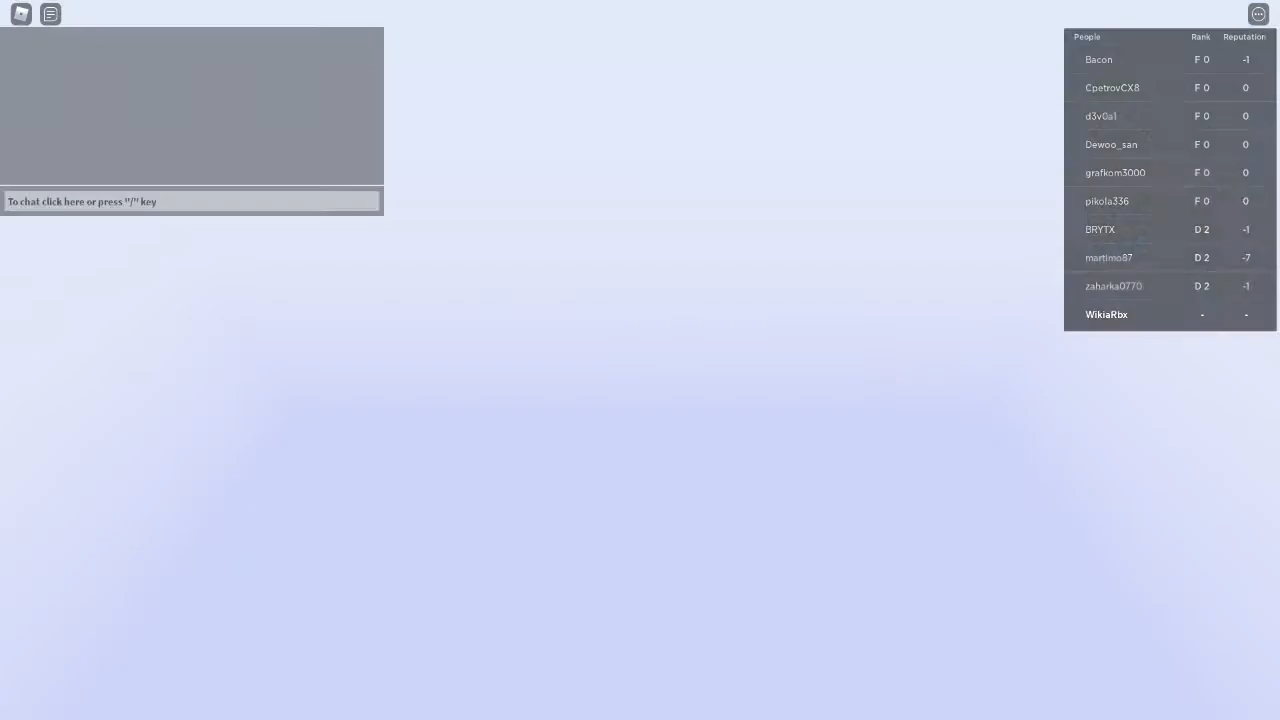 To chat click here or press "/" key
People Rank Reputation
Bacon F 0 -1
CpetrovCX8 F 0 0
d3v0a1 F 0 0
Dewoo_san F 0 0
grafkom3000 F 0 0
pikola336 F 0 0
BRYTX D 2 -1
martimo87 D 2 -7
zaharka0770 D 2 -1
WikiaRbx - -